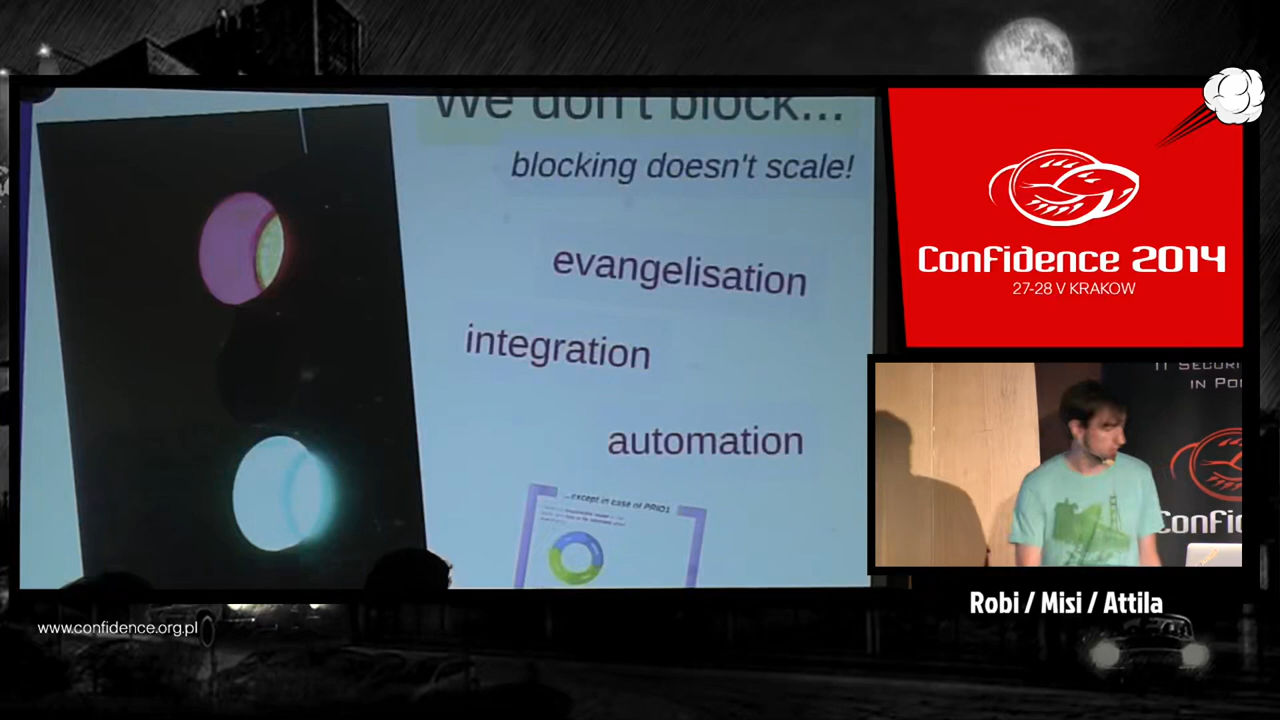 We don't block...
blocking doesn't scale!
evangelisation
integration
automation
...except in case of PRIO1
Confidence 2014
27-28 V KRAKOW
IT SECURI
IN PO
Confid
Robi / Misi / Attila
www.confidence.org.pl